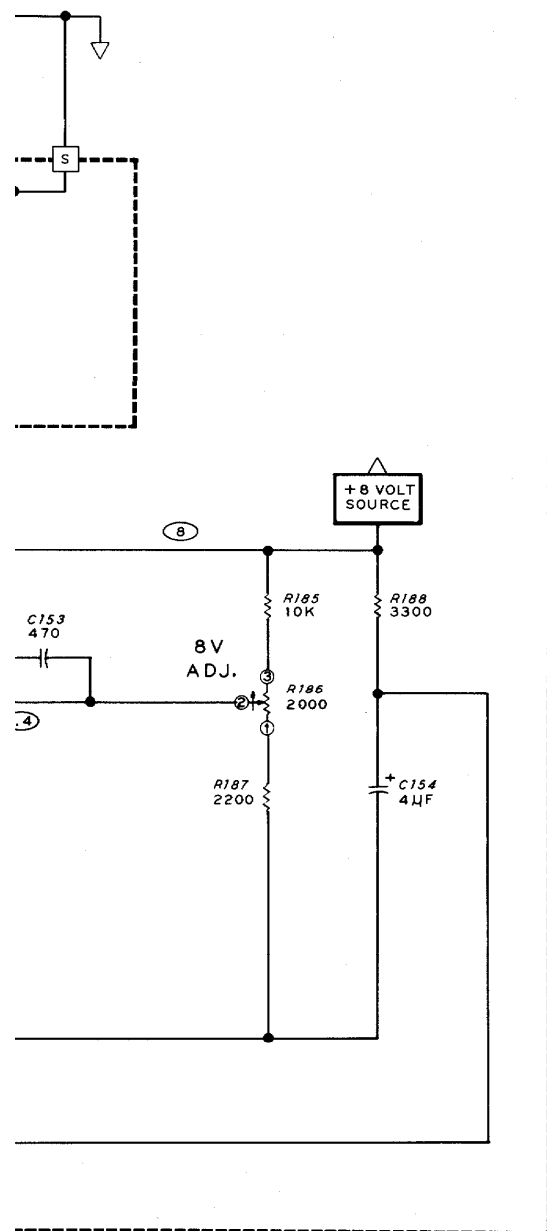 S
+8 VOLT
SOURCE
8
R185
10K
R188
3300
C153
470
8V
ADJ.
3
R186
2000
2
.4
1
R187
2200
+
C154
4µF